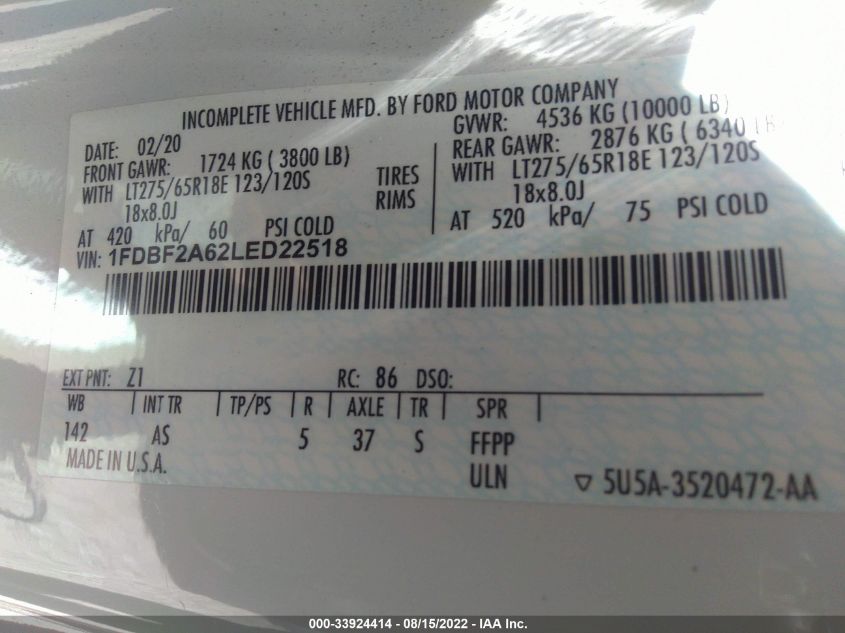 INCOMPLETE VEHICLE MFD. BY FORD MOTOR COMPANY
DATE: 02/20
GVWR: 4536 KG (10000 LB)
FRONT GAWR: 1724 KG ( 3800 LB)
REAR GAWR: 2876 KG ( 6340 LB
WITH LT275/65R18E 123/120S
TIRES
WITH LT275/65R18E 123/120S
18x8.0J
RIMS
18x8.0J
AT 420 kPa/ 60 PSI COLD
AT 520 kPa/ 75 PSI COLD
VIN: 1FDBF2A62LED22518
EXT PNT: Z1 RC: 86 DSO:
WB | INT TR | TP/PS | R | AXLE | TR | SPR |
142 AS 5 37 S FFPP
MADE IN U.S.A. ULN
▽ 5U5A-3520472-AA
000-33924414 - 08/15/2022 - IAA Inc.